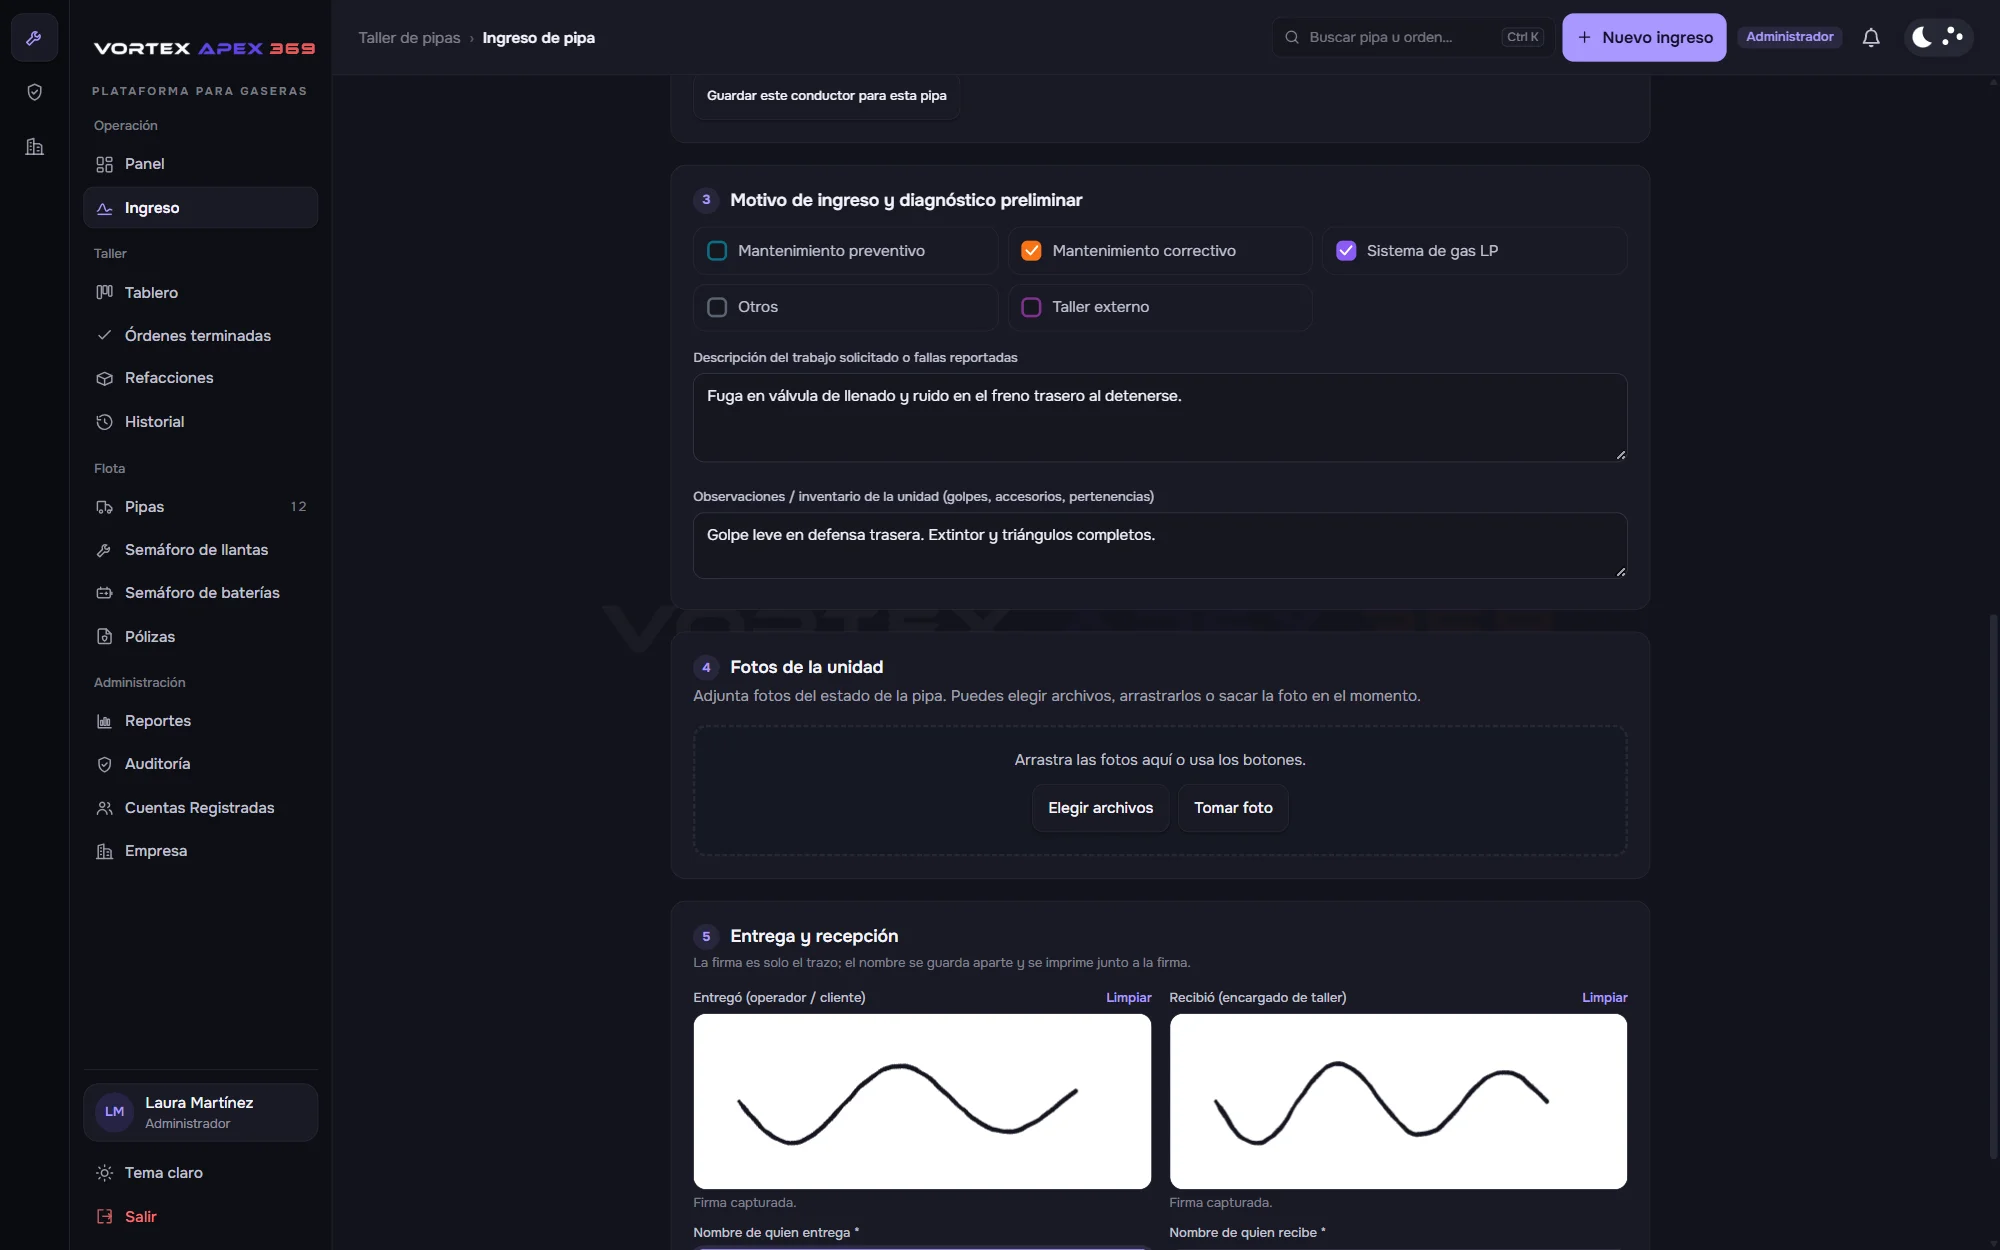 VORTEX APEX 369
PLATAFORMA PARA GASERAS
Operación
Panel
Ingreso
Taller
Tablero
Órdenes terminadas
Refacciones
Historial
Flota
Pipas 12
Semáforo de llantas
Semáforo de baterías
Pólizas
Administración
Reportes
Auditoría
Cuentas Registradas
Empresa
LM
Laura Martínez
Administrador
Tema claro
Salir
Taller de pipas › Ingreso de pipa
Buscar pipa u orden... Ctrl K
+ Nuevo ingreso
Administrador
Guardar este conductor para esta pipa
3 Motivo de ingreso y diagnóstico preliminar
Mantenimiento preventivo
Mantenimiento correctivo
Sistema de gas LP
Otros
Taller externo
Descripción del trabajo solicitado o fallas reportadas
Fuga en válvula de llenado y ruido en el freno trasero al detenerse.
Observaciones / inventario de la unidad (golpes, accesorios, pertenencias)
Golpe leve en defensa trasera. Extintor y triángulos completos.
4 Fotos de la unidad
Adjunta fotos del estado de la pipa. Puedes elegir archivos, arrastrarlos o sacar la foto en el momento.
Arrastra las fotos aquí o usa los botones.
Elegir archivos
Tomar foto
5 Entrega y recepción
La firma es solo el trazo; el nombre se guarda aparte y se imprime junto a la firma.
Entregó (operador / cliente) Limpiar
Recibió (encargado de taller) Limpiar
Firma capturada.
Firma capturada.
Nombre de quien entrega *
Nombre de quien recibe *